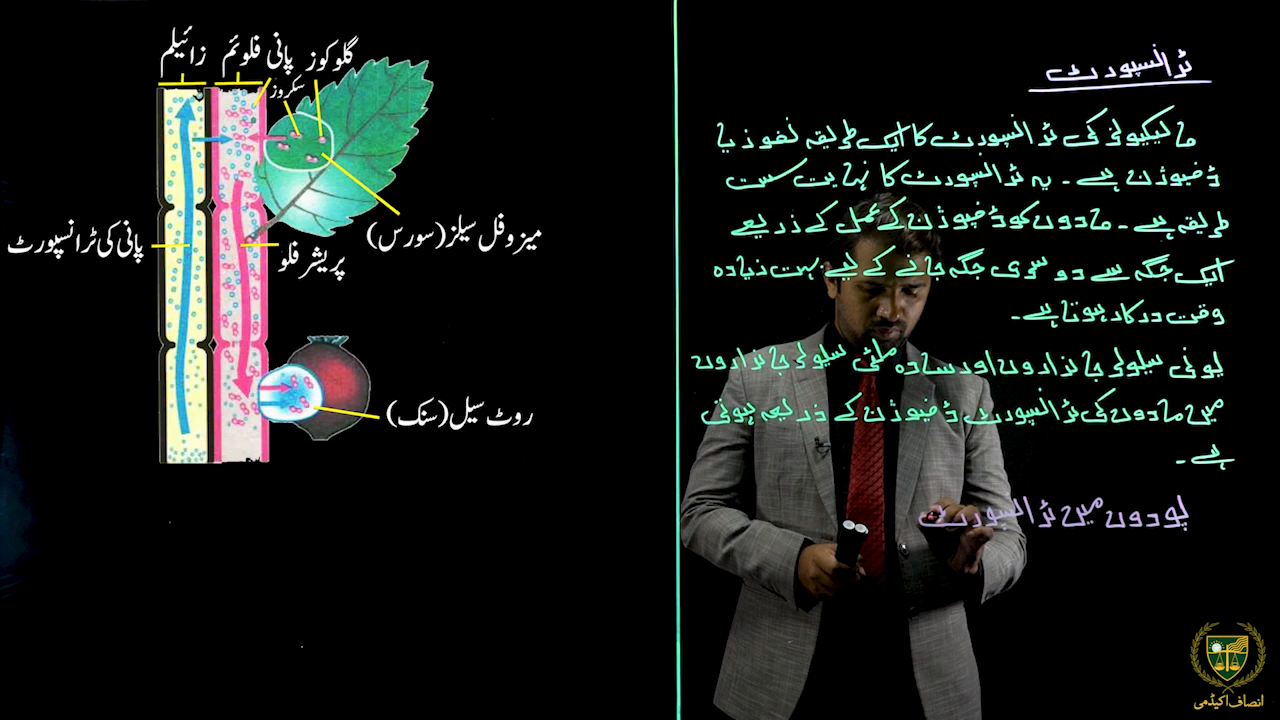 ٹرانسپورٹ
مالیکیولز کی ٹرانسپورٹ کا ایک طریقہ نفوذ یا
ڈفیوژن ہے۔ یہ ٹرانسپورٹ کا نہایت سست
طریقہ ہے۔ مادوں کو ڈفیوژن کے عمل کے ذریعے
ایک جگہ سے دوسری جگہ جانے کے لیے بہت زیادہ
وقت درکار ہوتا ہے۔
یونی سیلولر جانداروں اور سادہ ملٹی سیلولر جانداروں
میں مادوں کی ٹرانسپورٹ ڈفیوژن کے ذریعہ ہوتی
ہے۔
پودوں میں ٹرانسپورٹ
زائیلم
فلوئم
پانی
گلوکوز
سکروز
میزوفل سیلز (سورس)
پریشر فلو
پانی کی ٹرانسپورٹ
روٹ سیل (سنک)
انصاف اکیڈمی